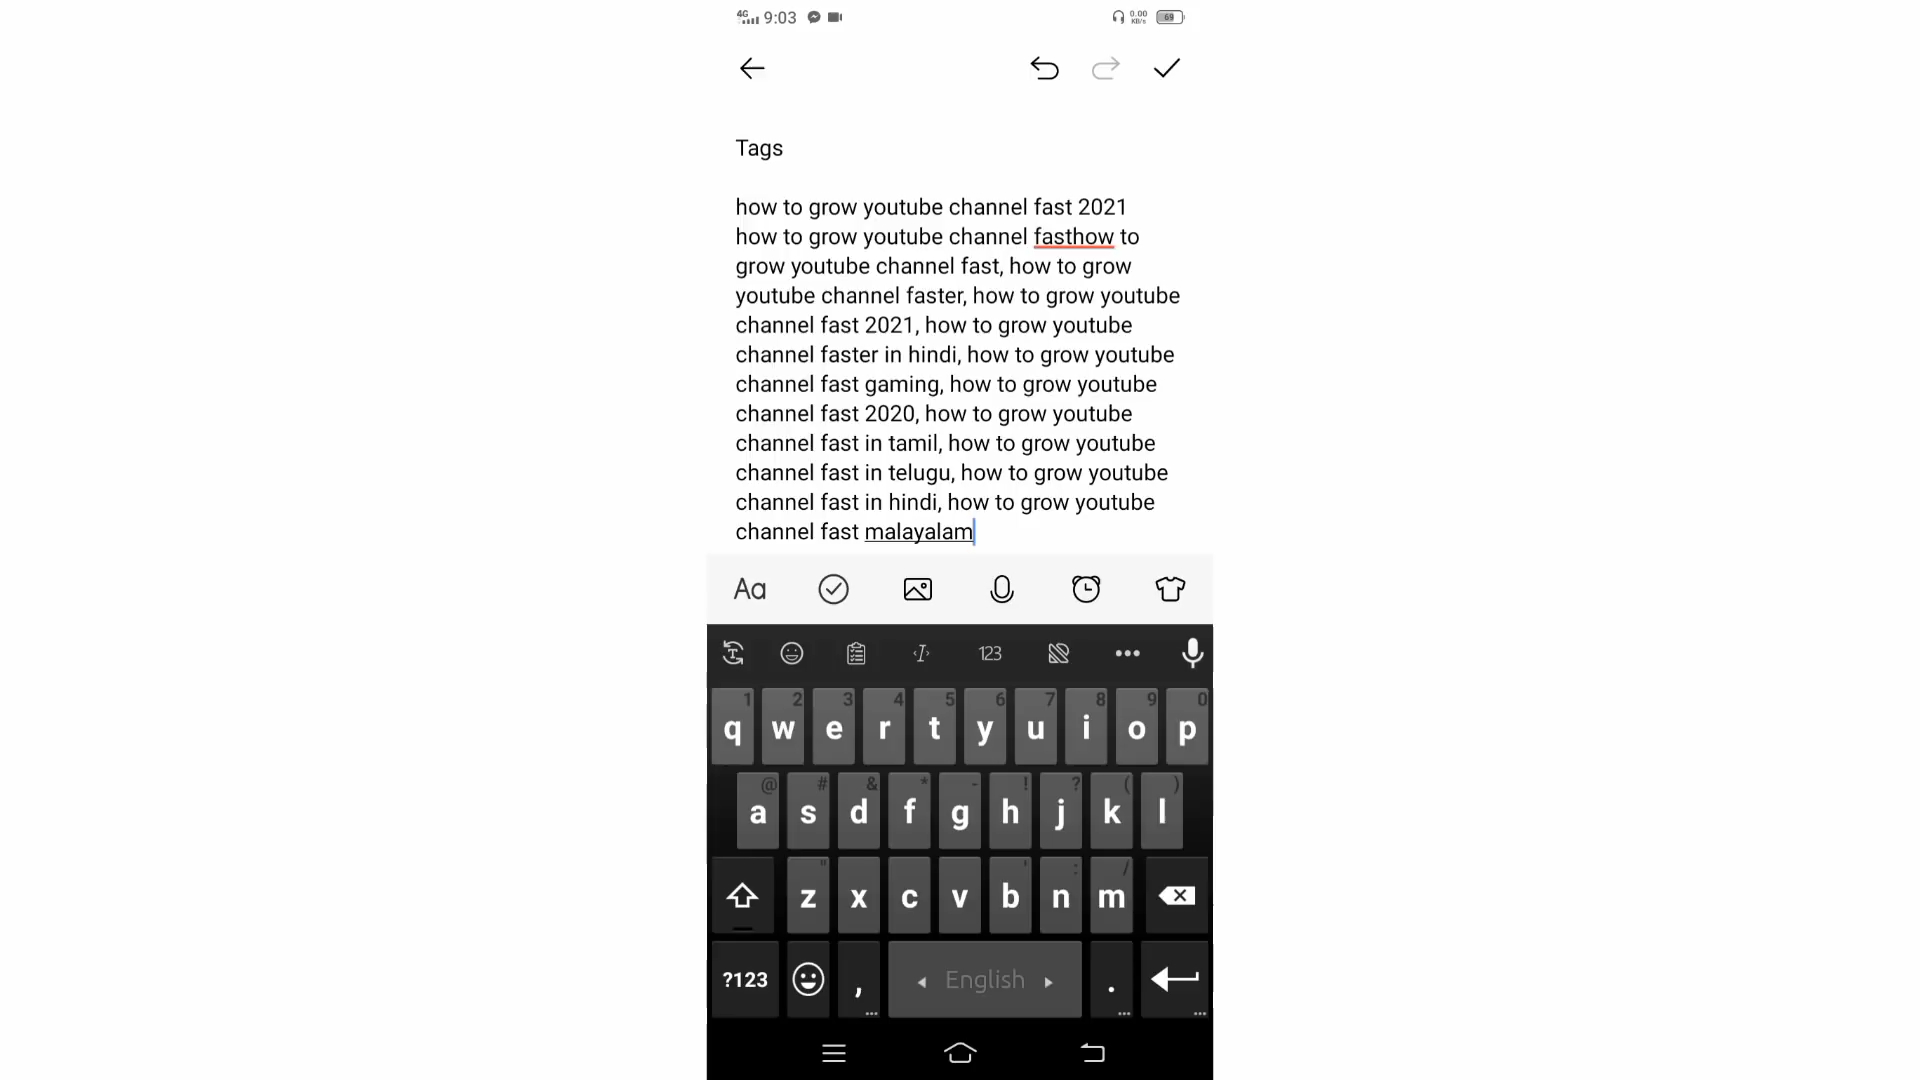 4G 9:03 0.00 KB/s 69
Tags
how to grow youtube channel fast 2021
how to grow youtube channel fasthow to
grow youtube channel fast, how to grow
youtube channel faster, how to grow youtube
channel fast 2021, how to grow youtube
channel faster in hindi, how to grow youtube
channel fast gaming, how to grow youtube
channel fast 2020, how to grow youtube
channel fast in tamil, how to grow youtube
channel fast in telugu, how to grow youtube
channel fast in hindi, how to grow youtube
channel fast malayalam
Aa
123
1 2 3 4 5 6 7 8 9 0
q w e r t y u i o p
@ # & * - ! ? ( )
a s d f g h j k l
" ' : /
z x c v b n m
?123 , English .